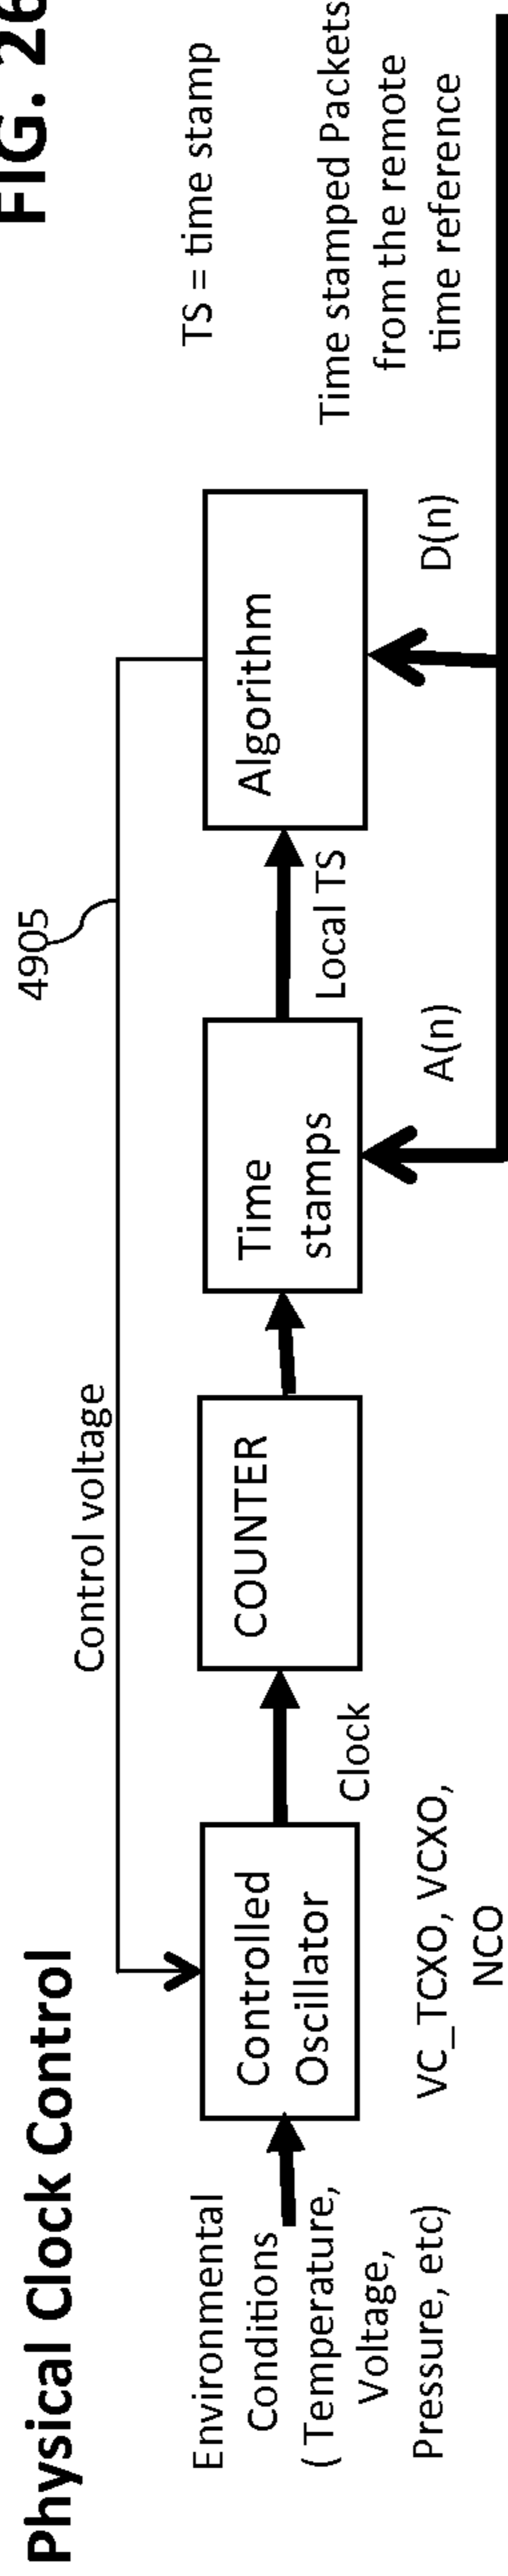 Physical Clock Control
FIG. 26
4905
Control voltage
TS = time stamp
Environmental
Conditions
( Temperature,
Voltage,
Pressure, etc)
Controlled
Oscillator
VC_TCXO, VCXO,
NCO
Clock
COUNTER
Time
stamps
A(n)
Local TS
Algorithm
D(n)
Time stamped Packets
from the remote
time reference